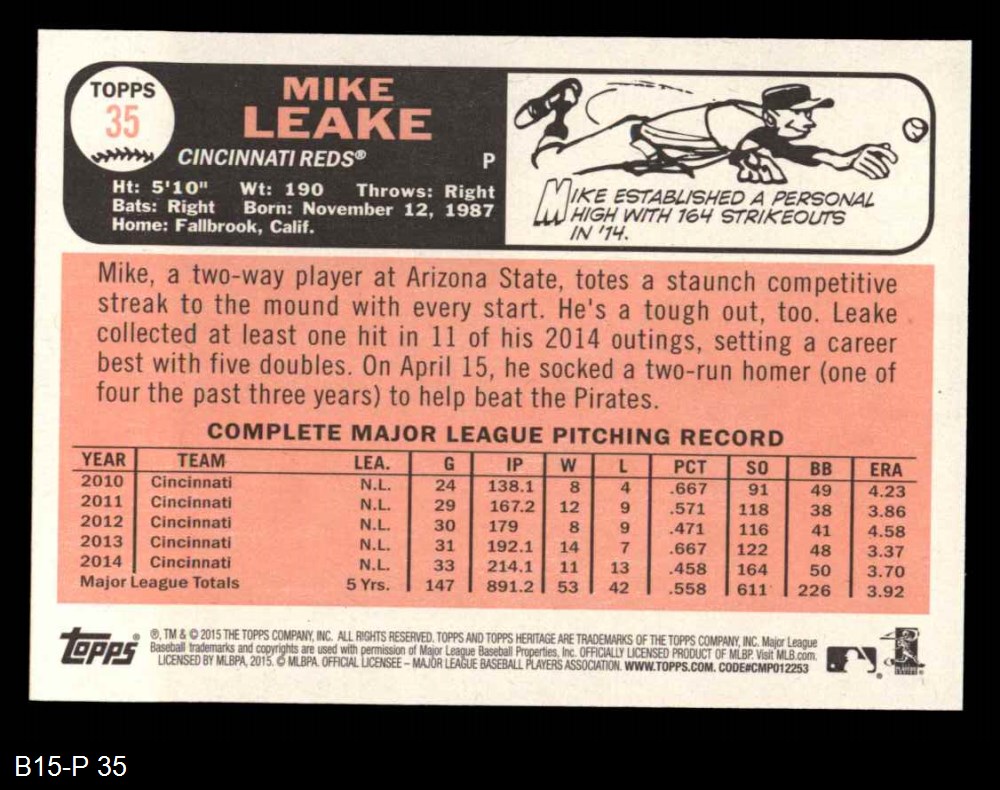 TOPPS
35
MIKE
LEAKE
CINCINNATI REDS® P
Ht: 5'10" Wt: 190 Throws: Right
Bats: Right Born: November 12, 1987
Home: Fallbrook, Calif.
MIKE ESTABLISHED A PERSONAL
HIGH WITH 164 STRIKEOUTS
IN '14.
Mike, a two-way player at Arizona State, totes a staunch competitive
streak to the mound with every start. He's a tough out, too. Leake
collected at least one hit in 11 of his 2014 outings, setting a career
best with five doubles. On April 15, he socked a two-run homer (one of
four the past three years) to help beat the Pirates.
COMPLETE MAJOR LEAGUE PITCHING RECORD
YEAR TEAM LEA. G IP W L PCT SO BB ERA
2010 Cincinnati N.L. 24 138.1 8 4 .667 91 49 4.23
2011 Cincinnati N.L. 29 167.2 12 9 .571 118 38 3.86
2012 Cincinnati N.L. 30 179 8 9 .471 116 41 4.58
2013 Cincinnati N.L. 31 192.1 14 7 .667 122 48 3.37
2014 Cincinnati N.L. 33 214.1 11 13 .458 164 50 3.70
Major League Totals 5 Yrs. 147 891.2 53 42 .558 611 226 3.92
topps®
®, TM & © 2015 THE TOPPS COMPANY, INC. ALL RIGHTS RESERVED. TOPPS AND TOPPS HERITAGE ARE TRADEMARKS OF THE TOPPS COMPANY, INC. Major League
Baseball trademarks and copyrights are used with permission of Major League Baseball Properties, Inc. OFFICIALLY LICENSED PRODUCT OF MLBP. Visit MLB.com.
LICENSED BY MLBPA, 2015. © MLBPA. OFFICIAL LICENSEE – MAJOR LEAGUE BASEBALL PLAYERS ASSOCIATION. WWW.TOPPS.COM. CODE#CMP012253
B15-P 35